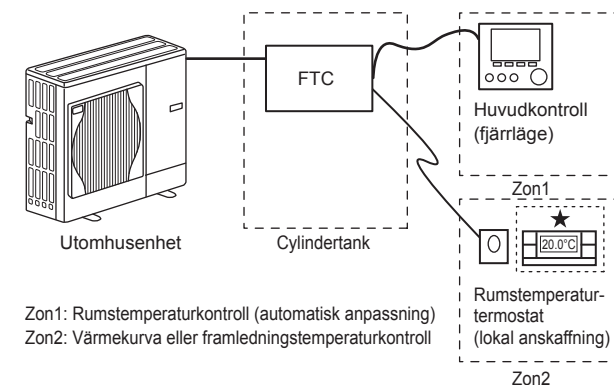 FTC
Huvudkontroll
(fjärrläge)
Zon1
Utomhusenhet
Cylindertank
20.0°C
Rumstemperatur-
termostat
(lokal anskaffning)
Zon2
Zon1: Rumstemperaturkontroll (automatisk anpassning)
Zon2: Värmekurva eller framledningstemperaturkontroll